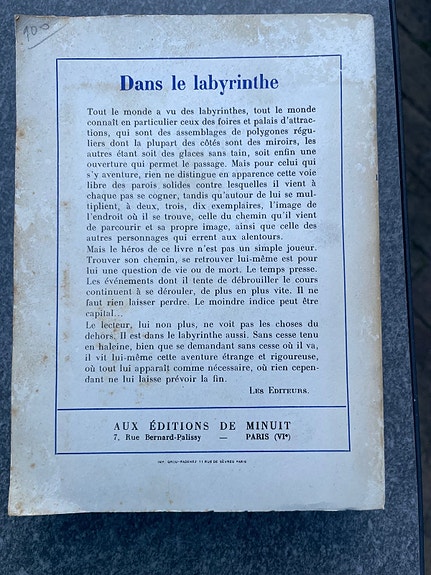 100
Dans le labyrinthe
Tout le monde a vu des labyrinthes, tout le monde
connaît en particulier ceux des foires et palais d'attrac-
tions, qui sont des assemblages de polygones régu-
liers dont la plupart des côtés sont des miroirs, les
autres étant soit des glaces sans tain, soit enfin une
ouverture qui permet le passage. Mais pour celui qui
s'y aventure, rien ne distingue en apparence cette voie
libre des parois solides contre lesquelles il vient à
chaque pas se cogner, tandis qu'autour de lui se mul-
tiplient, à deux, trois, dix exemplaires, l'image de
l'endroit où il se trouve, celle du chemin qu'il vient
de parcourir et sa propre image, ainsi que celle des
autres personnages qui errent aux alentours.
Mais le héros de ce livre n'est pas un simple joueur.
Trouver son chemin, se retrouver lui-même est pour
lui une question de vie ou de mort. Le temps presse.
Les événements dont il tente de débrouiller le cours
continuent à se dérouler, de plus en plus vite. Il ne
faut rien laisser perdre. Le moindre indice peut être
capital...
Le lecteur, lui non plus, ne voit pas les choses du
dehors. Il est dans le labyrinthe aussi. Sans cesse tenu
en haleine, bien que se demandant sans cesse où il va,
il vit lui-même cette aventure étrange et rigoureuse,
où tout lui apparaît comme nécessaire, où rien cepen-
dant ne lui laisse prévoir la fin.
Les Editeurs.
AUX ÉDITIONS DE MINUIT
7, Rue Bernard-Palissy — PARIS (VIe)
11 RUE DE SÈVRES PARIS